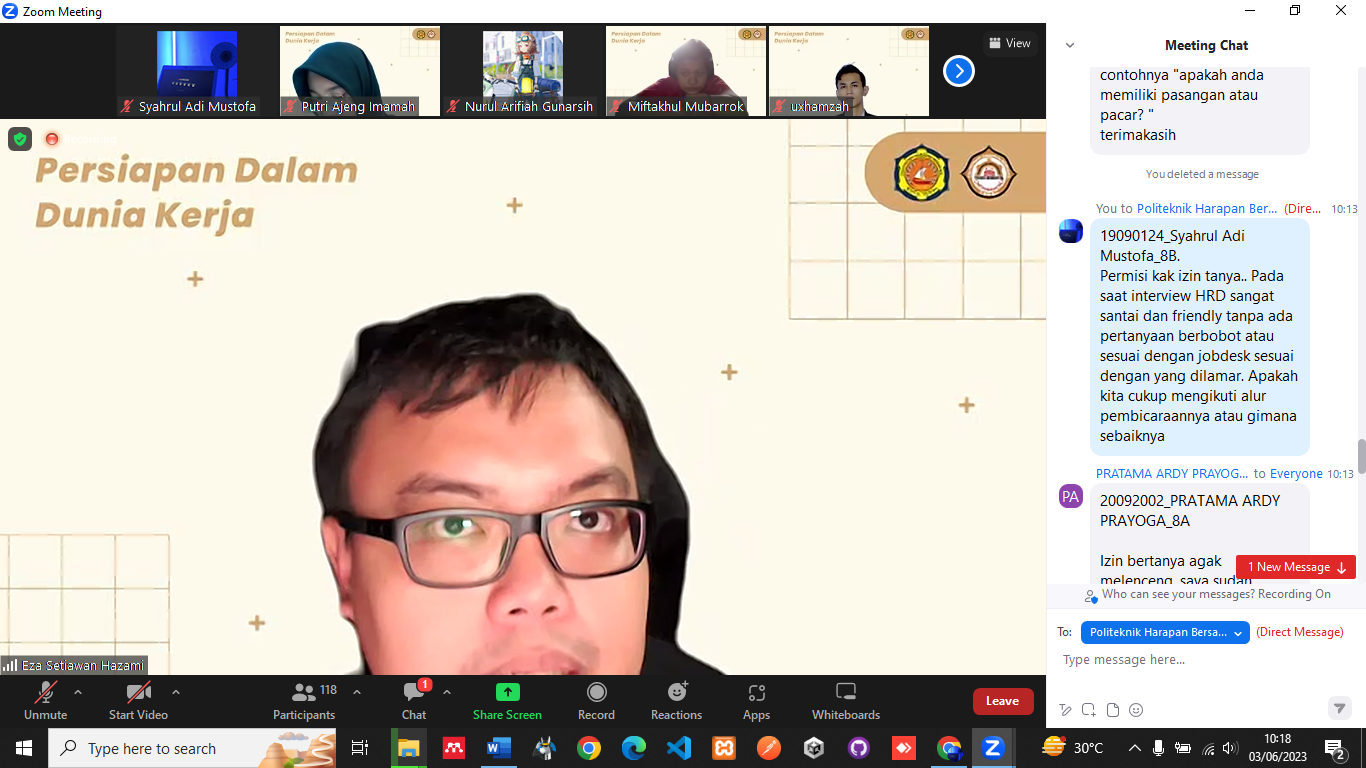 Zoom Meeting
Persiapan Dalam
Dunia Kerja
Persiapan Dalam
Dunia Kerja
Persiapan Dalam
Dunia Kerja
Syahrul Adi Mustofa
Putri Ajeng Imamah
Nurul Arifiah Gunarsih
Miftakhul Mubarrok
uxhamzah
View
Persiapan Dalam
Dunia Kerja
Eza Setiawan Hazami
Meeting Chat
contohnya "apakah anda
memiliki pasangan atau
pacar? "
terimakasih
You deleted a message
You to Politeknik Harapan Ber... (Dire... 10:13
19090124_Syahrul Adi
Mustofa_8B.
Permisi kak izin tanya.. Pada
saat interview HRD sangat
santai dan friendly tanpa ada
pertanyaan berbobot atau
sesuai dengan jobdesk sesuai
dengan yang dilamar. Apakah
kita cukup mengikuti alur
pembicaraannya atau gimana
sebaiknya
PRATAMA ARDY PRAYOG... to Everyone 10:13
PA
20092002_PRATAMA ARDY
PRAYOGA_8A
Izin bertanya agak
melenceng, saya sudah
1 New Message
Who can see your messages? Recording On
To: Politeknik Harapan Bersa... (Direct Message)
Type message here...
Unmute
Start Video
Participants
118
Chat
1
Share Screen
Record
Reactions
Apps
Whiteboards
Leave
Type here to search
30°C
10:18
03/06/2023
2